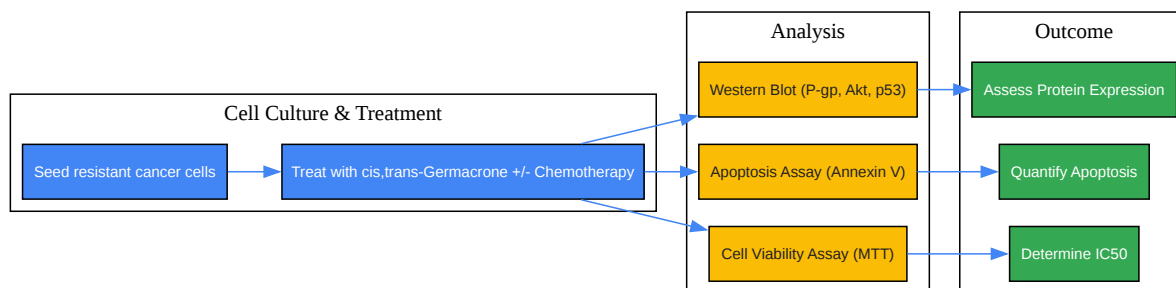 Analysis
Outcome
Cell Culture & Treatment
Western Blot (P-gp, Akt, p53)
Assess Protein Expression
Seed resistant cancer cells
Treat with cis,trans-Germacrone +/- Chemotherapy
Apoptosis Assay (Annexin V)
Quantify Apoptosis
Cell Viability Assay (MTT)
Determine IC50